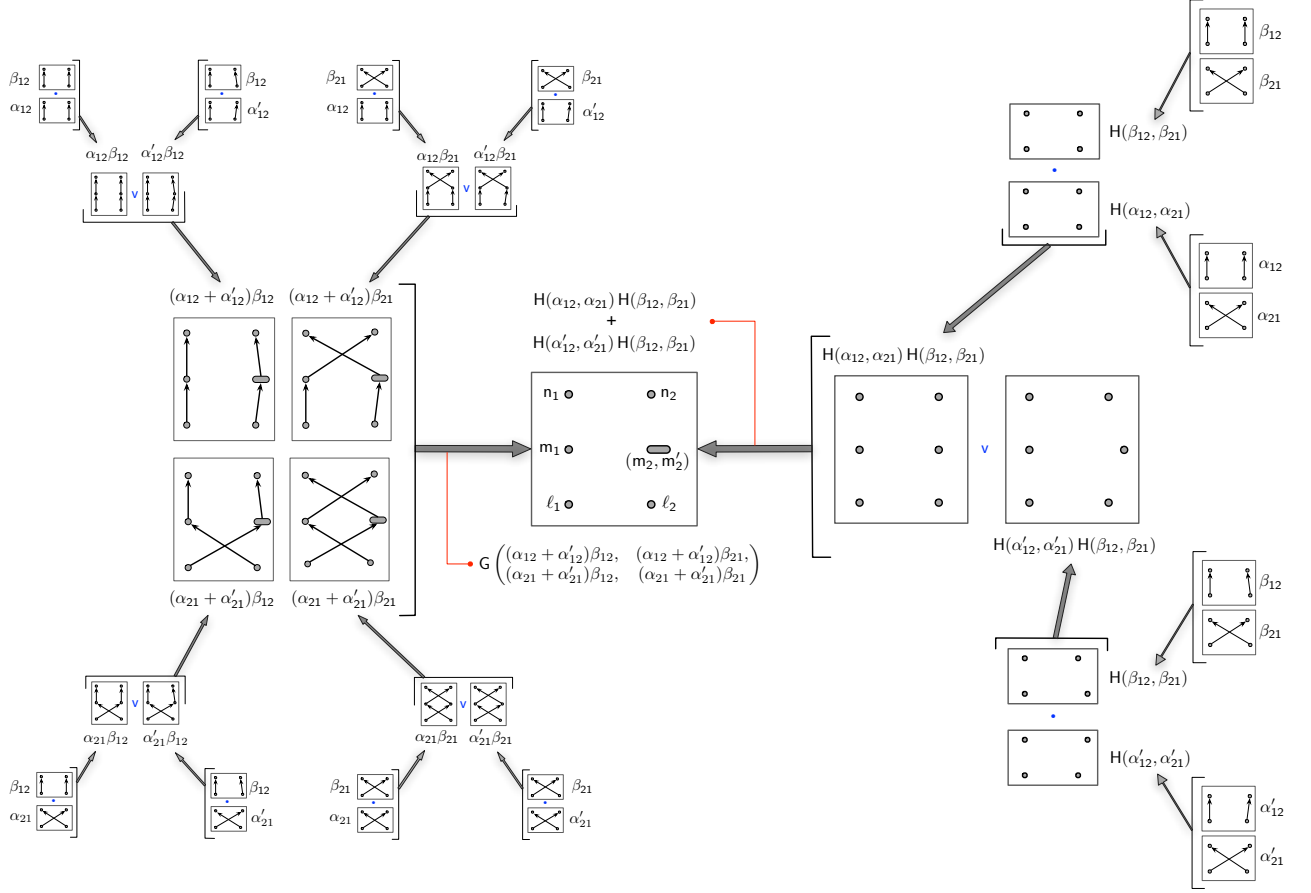 β₁₂
α₁₂
β₁₂
α′₁₂
β₂₁
α₁₂
β₂₁
α′₁₂
α₁₂β₁₂ α′₁₂β₁₂
v
α₁₂β₂₁ α′₁₂β₂₁
v
(α₁₂ + α′₁₂)β₁₂ (α₁₂ + α′₁₂)β₂₁
(α₂₁ + α′₂₁)β₁₂ (α₂₁ + α′₂₁)β₂₁
v
α₂₁β₁₂ α′₂₁β₁₂
v
α₂₁β₂₁ α′₂₁β₂₁
β₁₂
α₂₁
β₁₂
α′₂₁
β₂₁
α₂₁
β₂₁
α′₂₁
H(α₁₂, α₂₁) H(β₁₂, β₂₁)
+
H(α′₁₂, α′₂₁) H(β₁₂, β₂₁)
n₁ n₂
m₁
(m₂, m′₂)
ℓ₁ ℓ₂
G ( (α₁₂ + α′₁₂)β₁₂, (α₁₂ + α′₁₂)β₂₁,
(α₂₁ + α′₂₁)β₁₂, (α₂₁ + α′₂₁)β₂₁ )
β₁₂
β₂₁
H(β₁₂, β₂₁)
H(α₁₂, α₂₁)
α₁₂
α₂₁
H(α₁₂, α₂₁) H(β₁₂, β₂₁)
v
H(α′₁₂, α′₂₁) H(β₁₂, β₂₁)
β₁₂
β₂₁
H(β₁₂, β₂₁)
H(α′₁₂, α′₂₁)
α′₁₂
α′₂₁